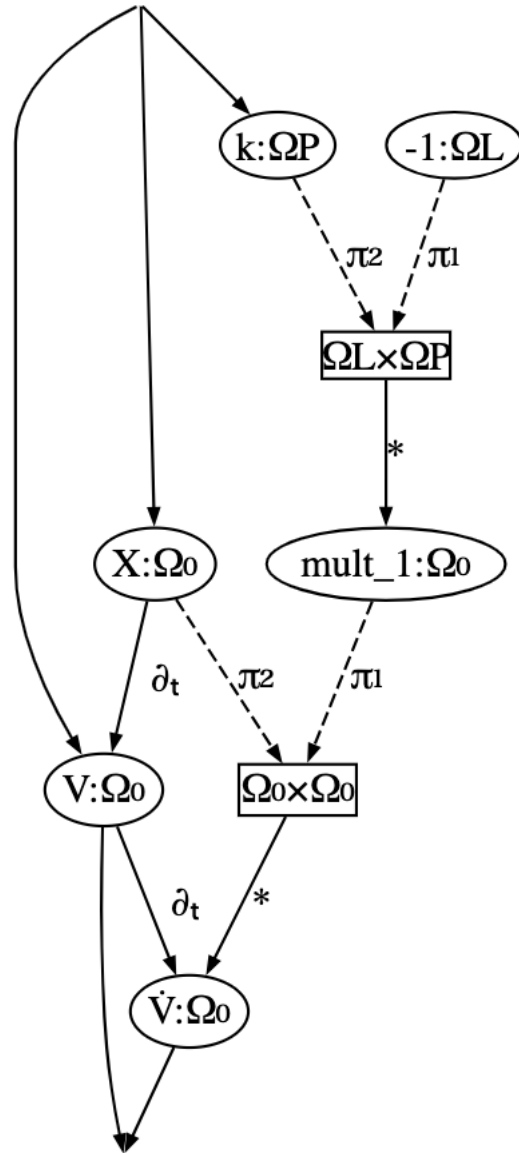 k:ΩP
-1:ΩL
π2
π1
ΩL×ΩP
*
X:Ω₀
mult_1:Ω₀
∂ₜ
π2
π1
V:Ω₀
Ω₀×Ω₀
∂ₜ
*
V̇:Ω₀